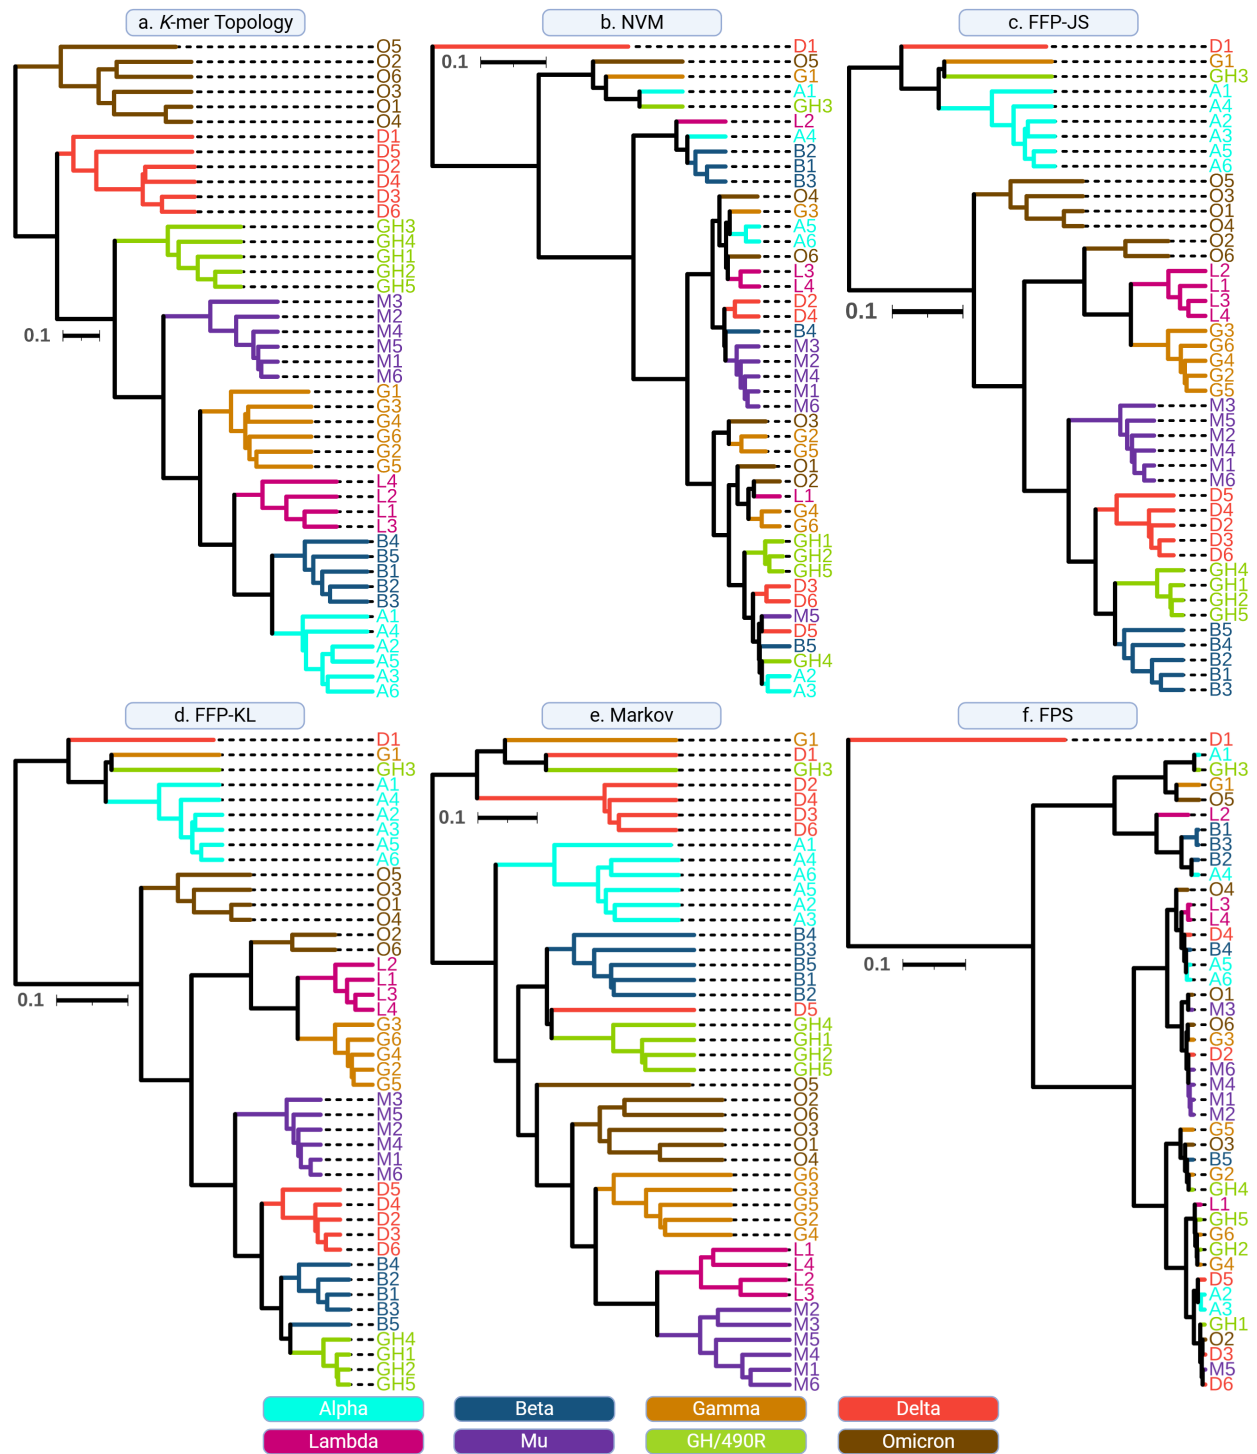 a. K-mer Topology
O5
O2
O6
O3
O1
O4
D1
D5
D2
D4
D3
D6
GH3
GH4
GH1
GH2
GH5
M3
M2
M4
M5
M1
M6
G1
G3
G4
G6
G2
G5
L4
L2
L1
L3
B4
B5
B1
B2
B3
A1
A4
A2
A5
A3
A6
0.1
b. NVM
D1
O5
G1
A1
GH3
L2
A4
B2
B1
B3
O4
G3
A5
A6
O6
L3
L4
D2
D4
B4
M3
M2
M4
M1
M6
O3
G2
G5
O1
O2
L1
G4
G6
GH1
GH2
GH5
D3
D6
M5
D5
B5
GH4
A2
A3
0.1
c. FFP-JS
D1
G1
GH3
A1
A4
A2
A3
A5
A6
O5
O3
O1
O4
O2
O6
L2
L1
L3
L4
G3
G6
G4
G2
G5
M3
M5
M2
M4
M1
M6
D5
D4
D2
D3
D6
GH4
GH1
GH2
GH5
B5
B4
B2
B1
B3
0.1
d. FFP-KL
D1
G1
GH3
A1
A4
A2
A3
A5
A6
O5
O3
O1
O4
O2
O6
L2
L1
L3
L4
G3
G6
G4
G2
G5
M3
M5
M2
M4
M1
M6
D5
D4
D2
D3
D6
B4
B2
B1
B3
B5
GH4
GH1
GH2
GH5
0.1
e. Markov
G1
D1
GH3
D2
D4
D3
D6
A1
A4
A6
A5
A2
A3
B4
B3
B5
B1
B2
D5
GH4
GH1
GH2
GH5
O5
O2
O6
O3
O1
O4
G6
G3
G5
G2
G4
L1
L4
L2
L3
M2
M3
M5
M4
M1
M6
0.1
f. FPS
D1
A1
GH3
G1
O5
L2
B1
B3
B2
A4
O4
L3
L4
D4
B4
A5
A6
O1
M3
O6
G3
D2
M6
M4
M1
M2
G5
O3
B5
G2
GH4
L1
GH5
G6
GH2
G4
D5
A2
A3
GH1
O2
D3
M5
D6
0.1
Alpha Beta Gamma Delta
Lambda Mu GH/490R Omicron